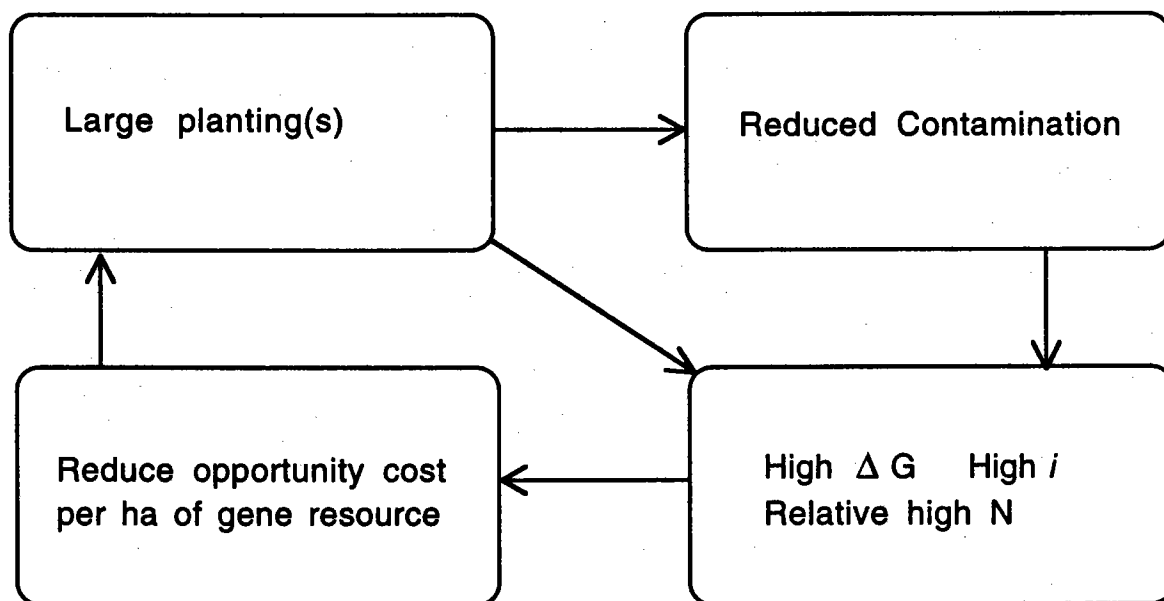 Large planting(s)
Reduced Contamination
Reduce opportunity cost
per ha of gene resource
High Δ G High i
Relative high N